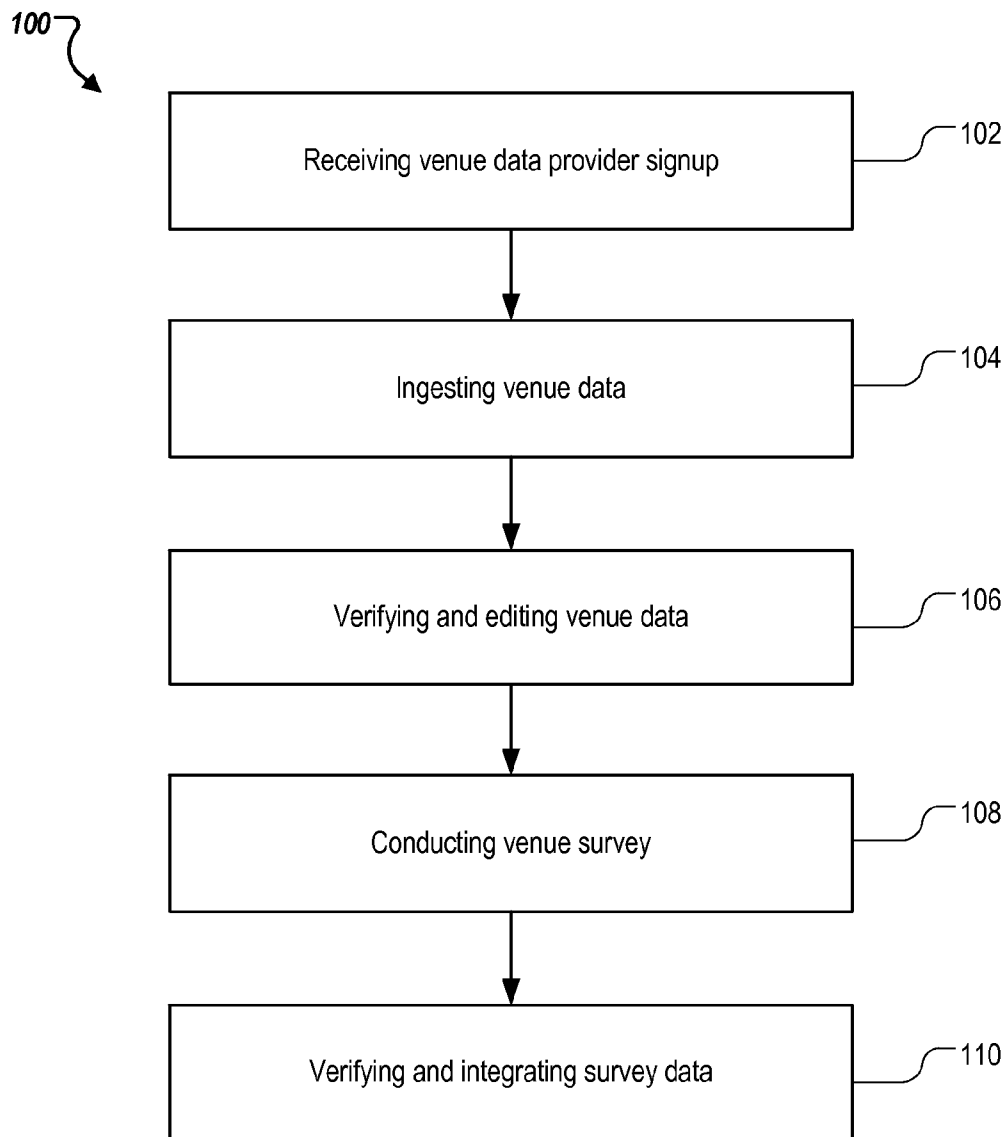 100
Receiving venue data provider signup
102
Ingesting venue data
104
Verifying and editing venue data
106
Conducting venue survey
108
Verifying and integrating survey data
110